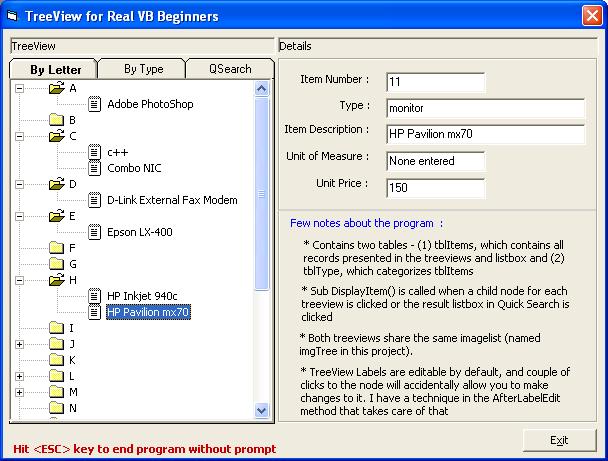 TreeView for Real VB Beginners
TreeView
Details
By Letter
By Type
QSearch
A
Adobe PhotoShop
B
C
c++
Combo NIC
D
D-Link External Fax Modem
E
Epson LX-400
F
G
H
HP Inkjet 940c
HP Pavilion mx70
I
J
K
L
M
N
Item Number :
11
Type :
monitor
Item Description :
HP Pavilion mx70
Unit of Measure :
None entered
Unit Price :
150
Few notes about the program :
* Contains two tables - (1) tblItems, which contains all
records presented in the treeviews and listbox and (2)
tblType, which categorizes tblItems
* Sub DisplayItem() is called when a child node for each
treeview is clicked or the result listbox in Quick Search is
clicked
* Both treeviews share the same imagelist (named
imgTree in this project).
* TreeView Labels are editable by default, and couple of
clicks to the node will accidentally allow you to make
changes to it. I have a technique in the AfterLabelEdit
method that takes care of that
Hit <ESC> key to end program without prompt
Exit